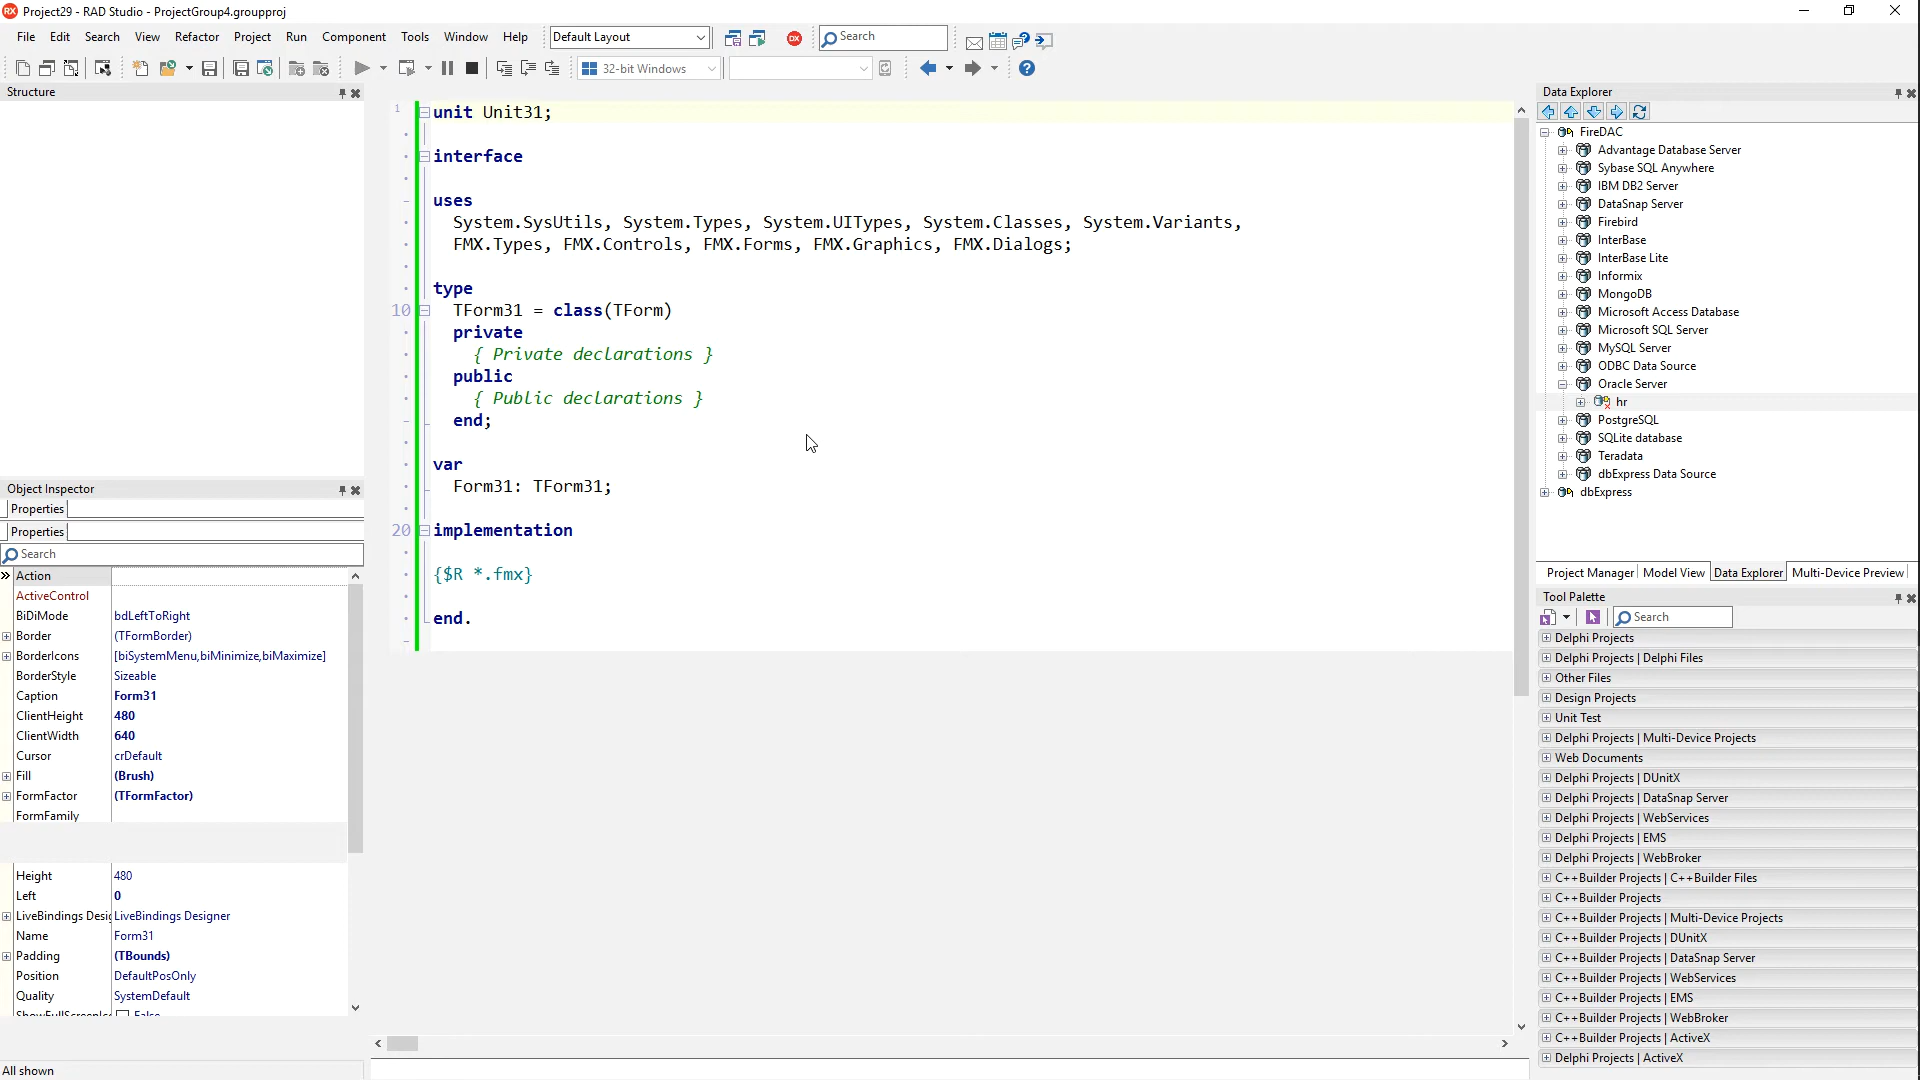 Project29 - RAD Studio - ProjectGroup4.groupproj
File Edit Search View Refactor Project Run Component Tools Window Help Default Layout Search
32-bit Windows
Structure
1 unit Unit31;
interface
uses
System.SysUtils, System.Types, System.UITypes, System.Classes, System.Variants,
FMX.Types, FMX.Controls, FMX.Forms, FMX.Graphics, FMX.Dialogs;
type
10 TForm31 = class(TForm)
private
{ Private declarations }
public
{ Public declarations }
end;
var
Form31: TForm31;
20 implementation
{$R *.fmx}
end.
Object Inspector
Properties
Properties
Search
Action
ActiveControl
BiDiMode bdLeftToRight
Border (TFormBorder)
BorderIcons [biSystemMenu,biMinimize,biMaximize]
BorderStyle Sizeable
Caption Form31
ClientHeight 480
ClientWidth 640
Cursor crDefault
Fill (Brush)
FormFactor (TFormFactor)
FormFamily
Height 480
Left 0
LiveBindings Desig LiveBindings Designer
Name Form31
Padding (TBounds)
Position DefaultPosOnly
Quality SystemDefault
ShowFullScreenIco False
All shown
Data Explorer
FireDAC
Advantage Database Server
Sybase SQL Anywhere
IBM DB2 Server
DataSnap Server
Firebird
InterBase
InterBase Lite
Informix
MongoDB
Microsoft Access Database
Microsoft SQL Server
MySQL Server
ODBC Data Source
Oracle Server
hr
PostgreSQL
SQLite database
Teradata
dbExpress Data Source
dbExpress
Project Manager Model View Data Explorer Multi-Device Preview
Tool Palette
Search
Delphi Projects
Delphi Projects | Delphi Files
Other Files
Design Projects
Unit Test
Delphi Projects | Multi-Device Projects
Web Documents
Delphi Projects | DUnitX
Delphi Projects | DataSnap Server
Delphi Projects | WebServices
Delphi Projects | EMS
Delphi Projects | WebBroker
C++Builder Projects | C++Builder Files
C++Builder Projects
C++Builder Projects | Multi-Device Projects
C++Builder Projects | DUnitX
C++Builder Projects | DataSnap Server
C++Builder Projects | WebServices
C++Builder Projects | EMS
C++Builder Projects | WebBroker
C++Builder Projects | ActiveX
Delphi Projects | ActiveX